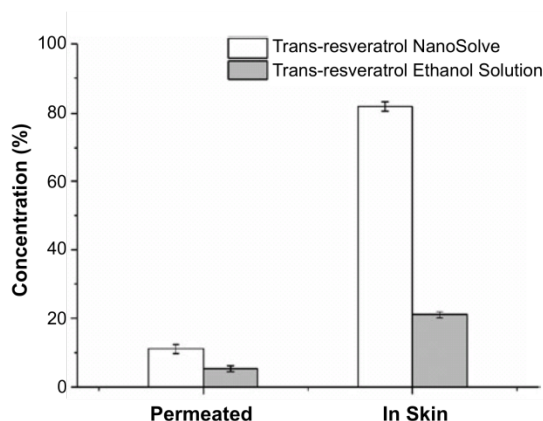 Trans-resveratrol NanoSolve
Trans-resveratrol Ethanol Solution
Concentration (%)
100
80
60
40
20
0
Permeated
In Skin